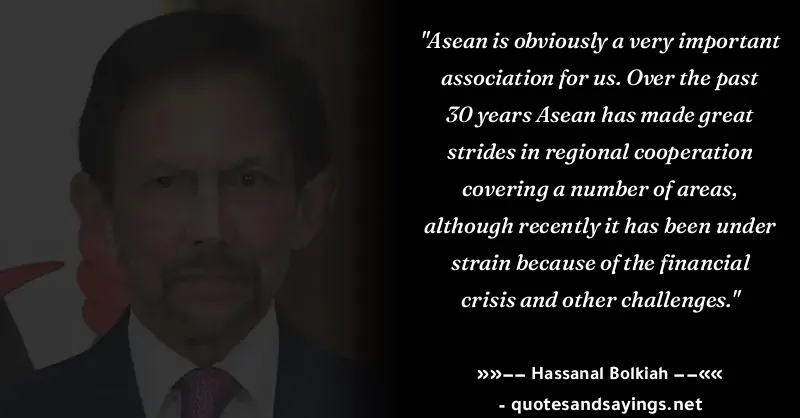 "Asean is obviously a very important
association for us. Over the past
30 years Asean has made great
strides in regional cooperation
covering a number of areas,
although recently it has been under
strain because of the financial
crisis and other challenges."
»»−− Hassanal Bolkiah −−««
- quotesandsayings.net